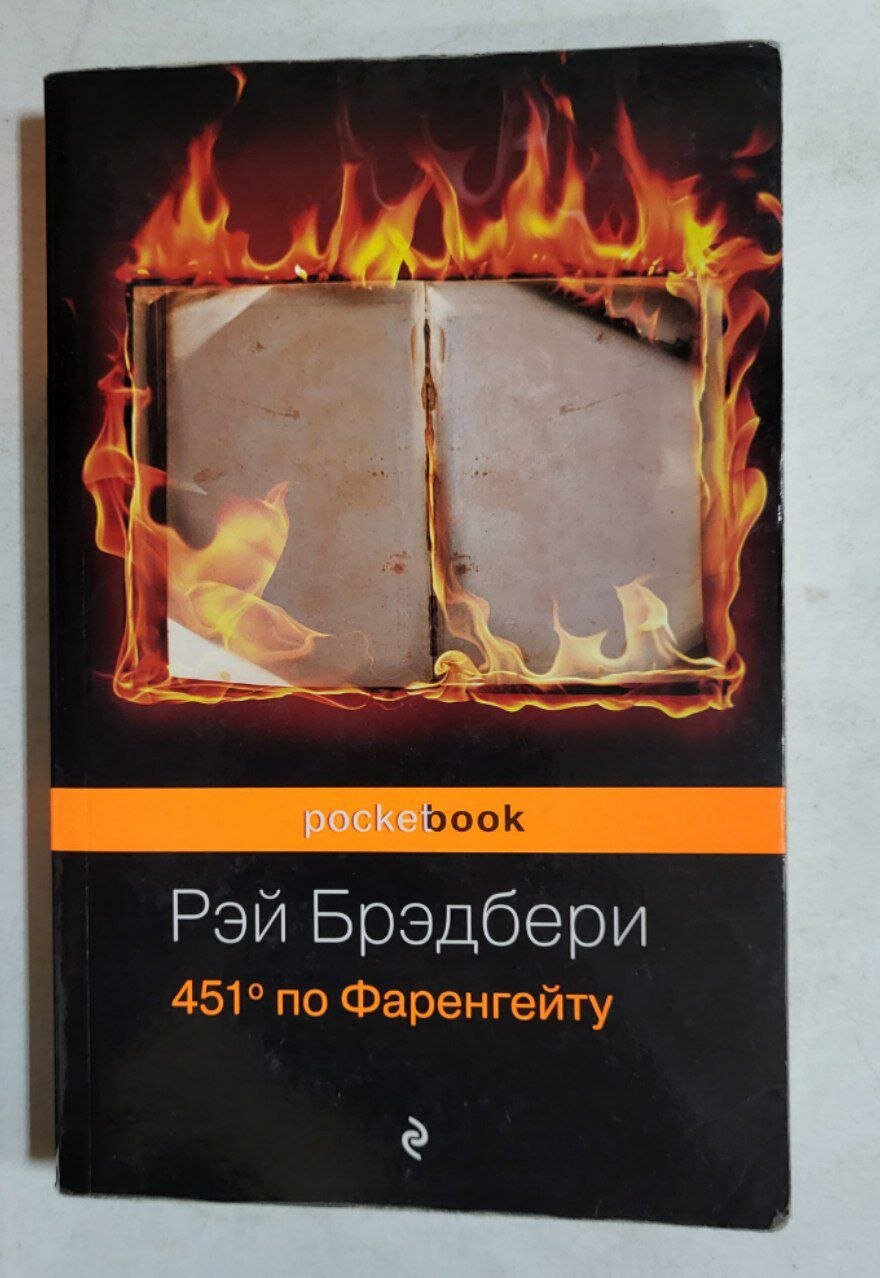 pocketbook
Рэй Брэдбери
451° по Фаренгейту